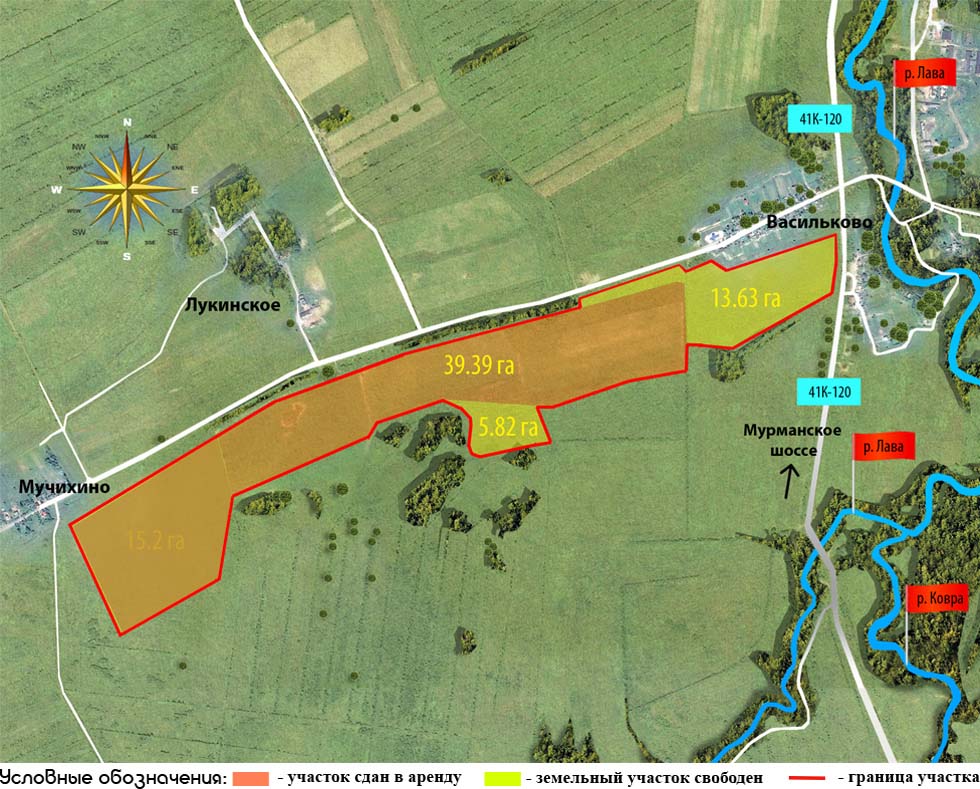 р. Лава
41К-120
N
NNW
NNE
NW
NE
WNW
ENE
W
E
WSW
ESE
SW
SE
SSW
SSE
S
Васильково
Лукинское
13.63 га
39.39 га
41К-120
5.82 га
Мурманское
шоссе
р. Лава
Мучихино
15.2 га
р. Ковра
Условные обозначения:
- участок сдан в аренду
- земельный участок свободен
- граница участка